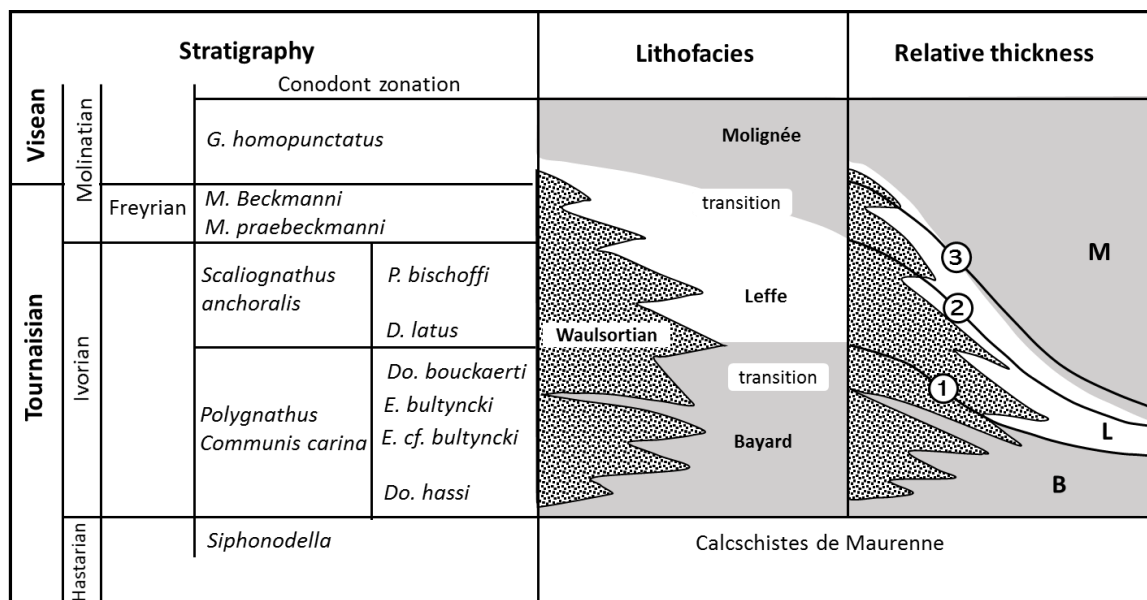 Stratigraphy
Lithofacies
Relative thickness
Conodont zonation
Visean
Tournaisian
Molinatian
Ivorian
Hastarian
Freyrian
G. homopunctatus
M. Beckmanni
M. praebeckmanni
Scaliognathus
anchoralis
P. bischoffi
D. latus
Polygnathus
Communis carina
Do. bouckaerti
E. bultyncki
E. cf. bultyncki
Do. hassi
Siphonodella
Molignée
transition
Leffe
Waulsortian
transition
Bayard
Calcschistes de Maurenne
3
M
2
1
L
B